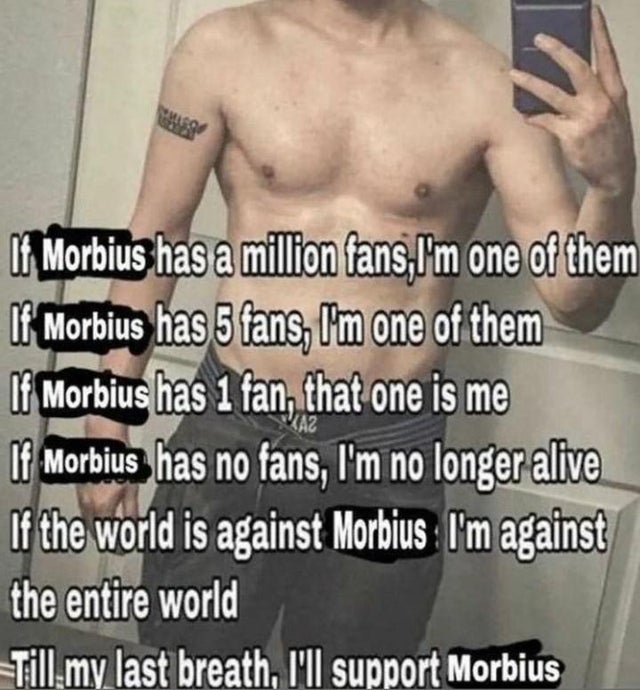 If Morbius has a million fans,I'm one of them
If Morbius has 5 fans, I'm one of them
If Morbius has 1 fan, that one is me
If Morbius has no fans, I'm no longer alive
If the world is against Morbius I'm against
the entire world
Till my last breath, I'll support Morbius